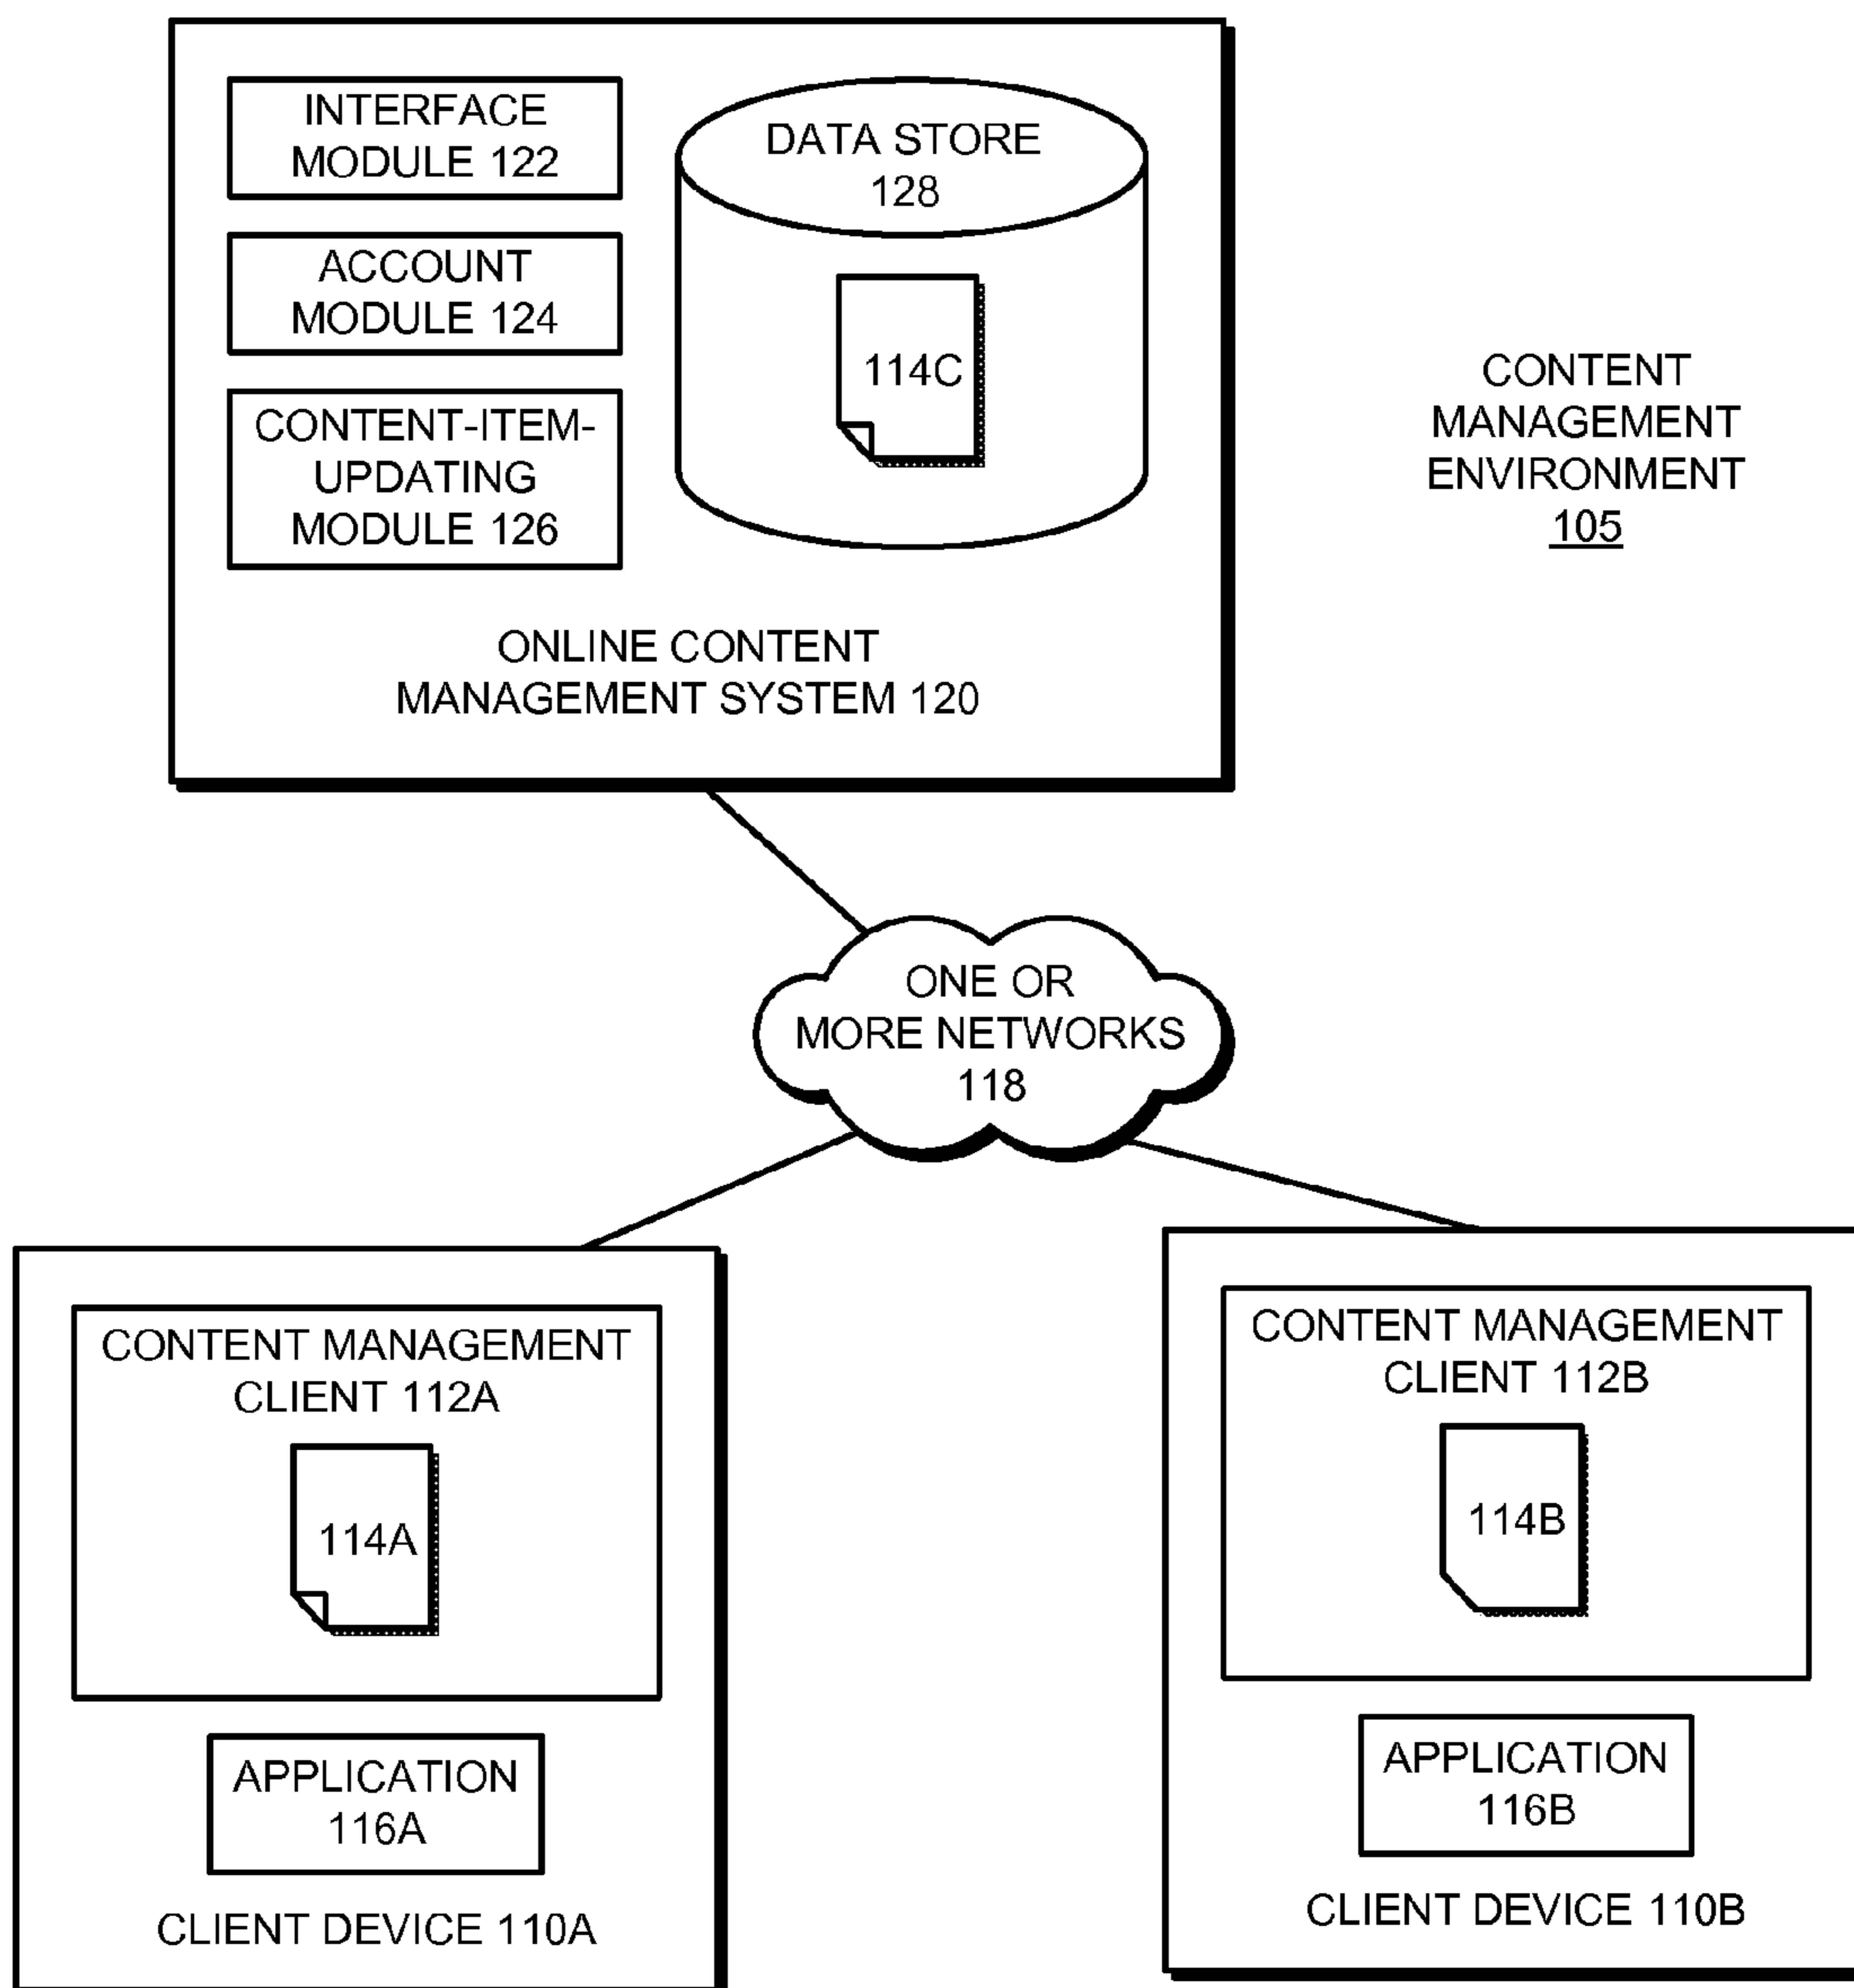 INTERFACE
MODULE 122
ACCOUNT
MODULE 124
CONTENT-ITEM-
UPDATING
MODULE 126
DATA STORE
128
114C
ONLINE CONTENT
MANAGEMENT SYSTEM 120
CONTENT
MANAGEMENT
ENVIRONMENT
105
ONE OR
MORE NETWORKS
118
CONTENT MANAGEMENT
CLIENT 112A
114A
APPLICATION
116A
CLIENT DEVICE 110A
CONTENT MANAGEMENT
CLIENT 112B
114B
APPLICATION
116B
CLIENT DEVICE 110B